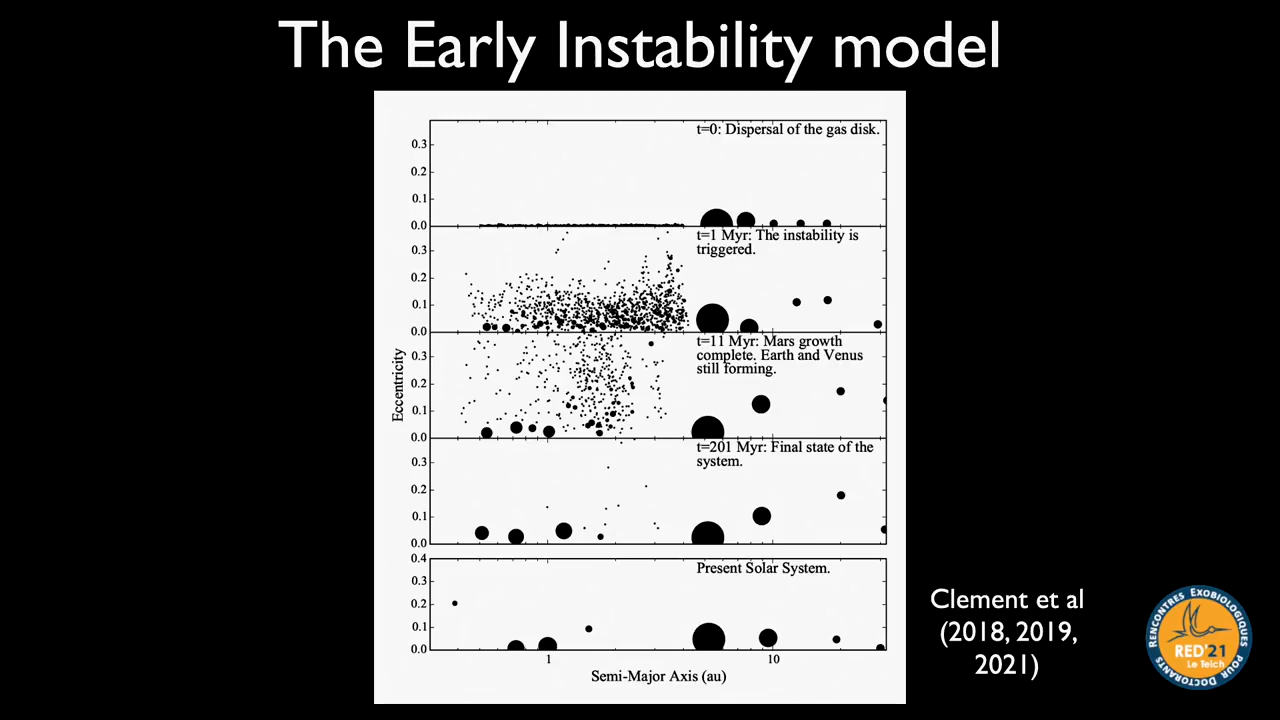 The Early Instability model
0.3
0.2
0.1
0.0
t=0: Dispersal of the gas disk.
0.3
0.2
0.1
0.0
t=1 Myr: The instability is
triggered.
0.3
0.2
0.1
0.0
t=11 Myr: Mars growth
complete. Earth and Venus
still forming.
Eccentricity
0.3
0.2
0.1
0.0
t=201 Myr: Final state of the
system.
0.4
0.3
0.2
0.1
0.0
Present Solar System.
1
10
Semi-Major Axis (au)
Clement et al
(2018, 2019,
2021)
RENCONTRES EXOBIOLOGIQUES
POUR DOCTORANTS
RED'21
Le Teich